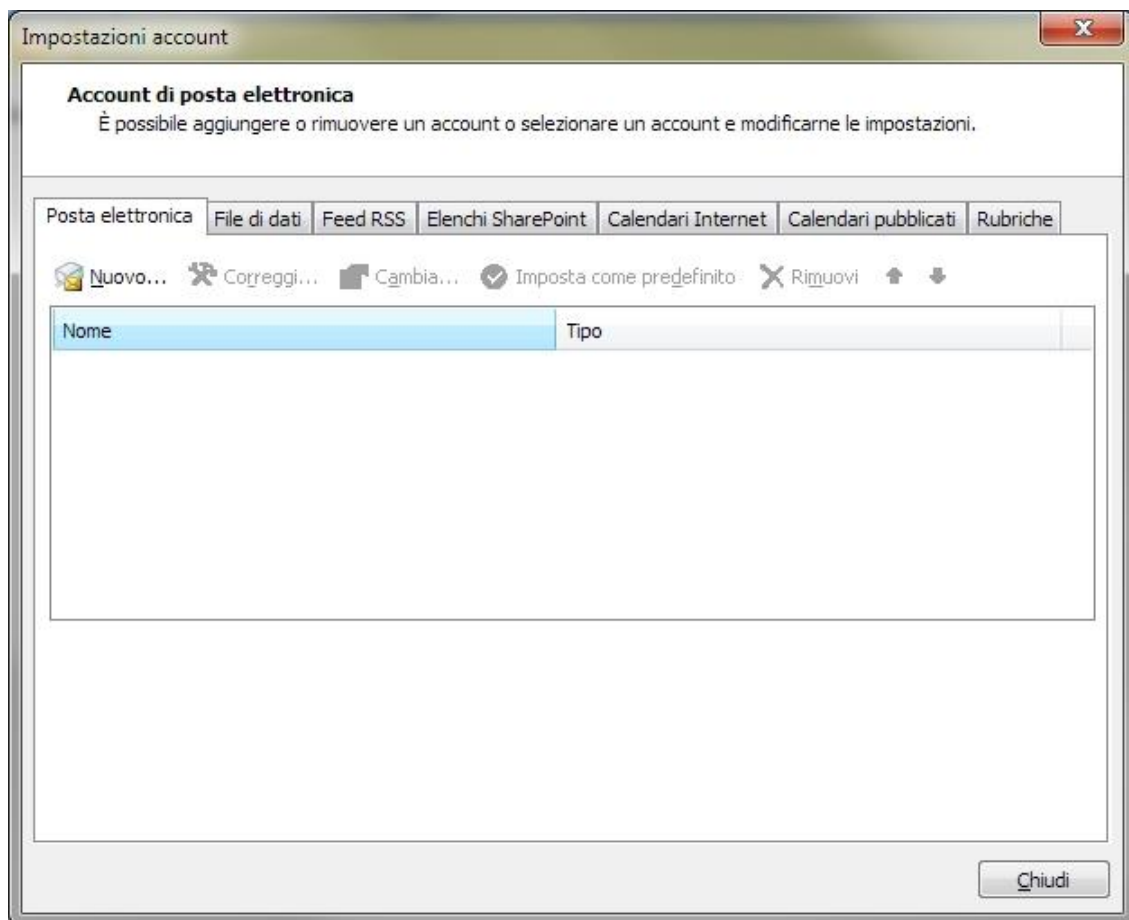 Impostazioni account
x
Account di posta elettronica
È possibile aggiungere o rimuovere un account o selezionare un account e modificarne le impostazioni.
Posta elettronica File di dati Feed RSS Elenchi SharePoint Calendari Internet Calendari pubblicati Rubriche
Nuovo... Correggi... Cambia... Imposta come predefinito Rimuovi
Nome Tipo
Chiudi